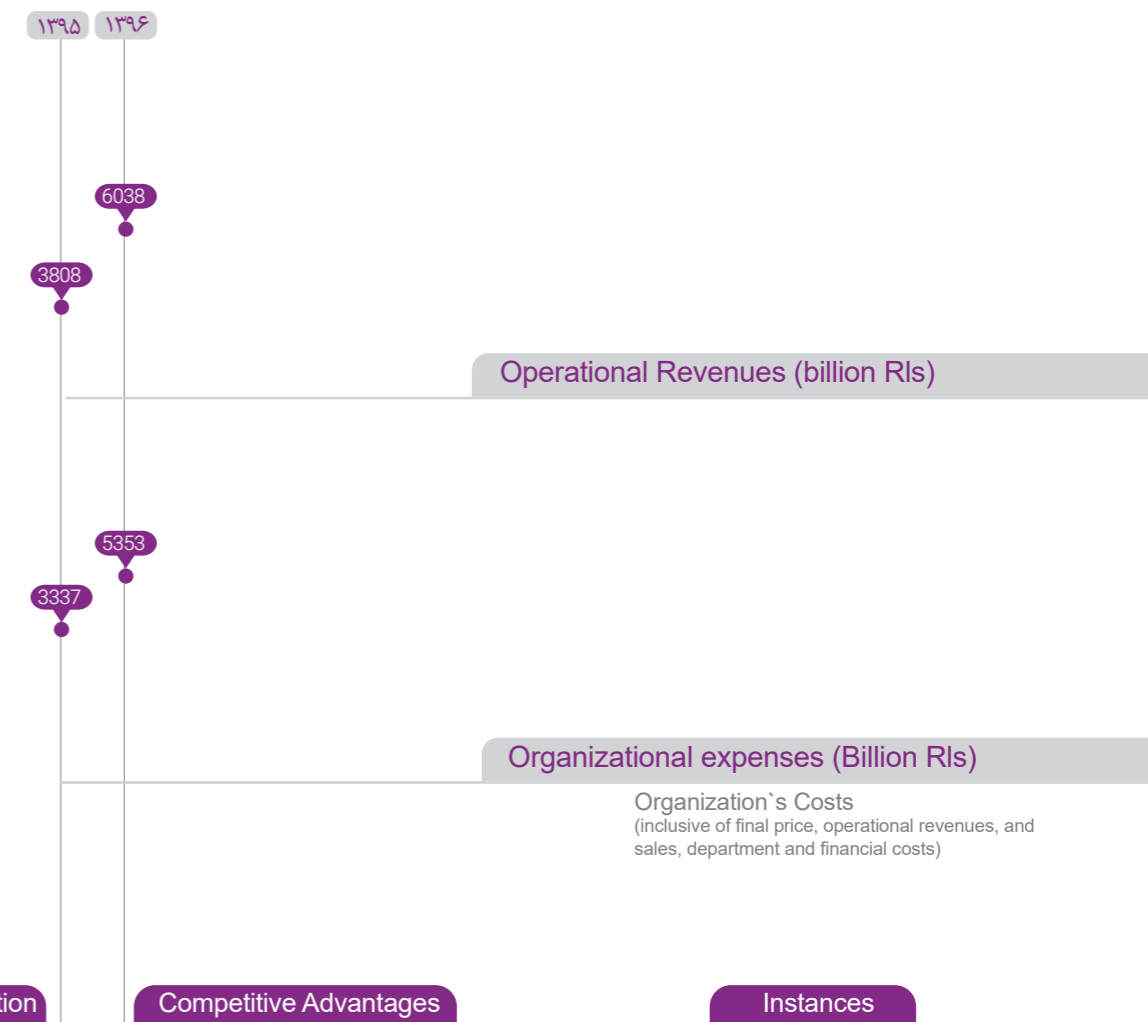 ۱۳۹۵ ۱۳۹۶
6038
3808
Operational Revenues (billion Rls)
5353
3337
Organizational expenses (Billion Rls)
Organization`s Costs
(inclusive of final price, operational revenues, and
sales, department and financial costs)
tion Competitive Advantages Instances